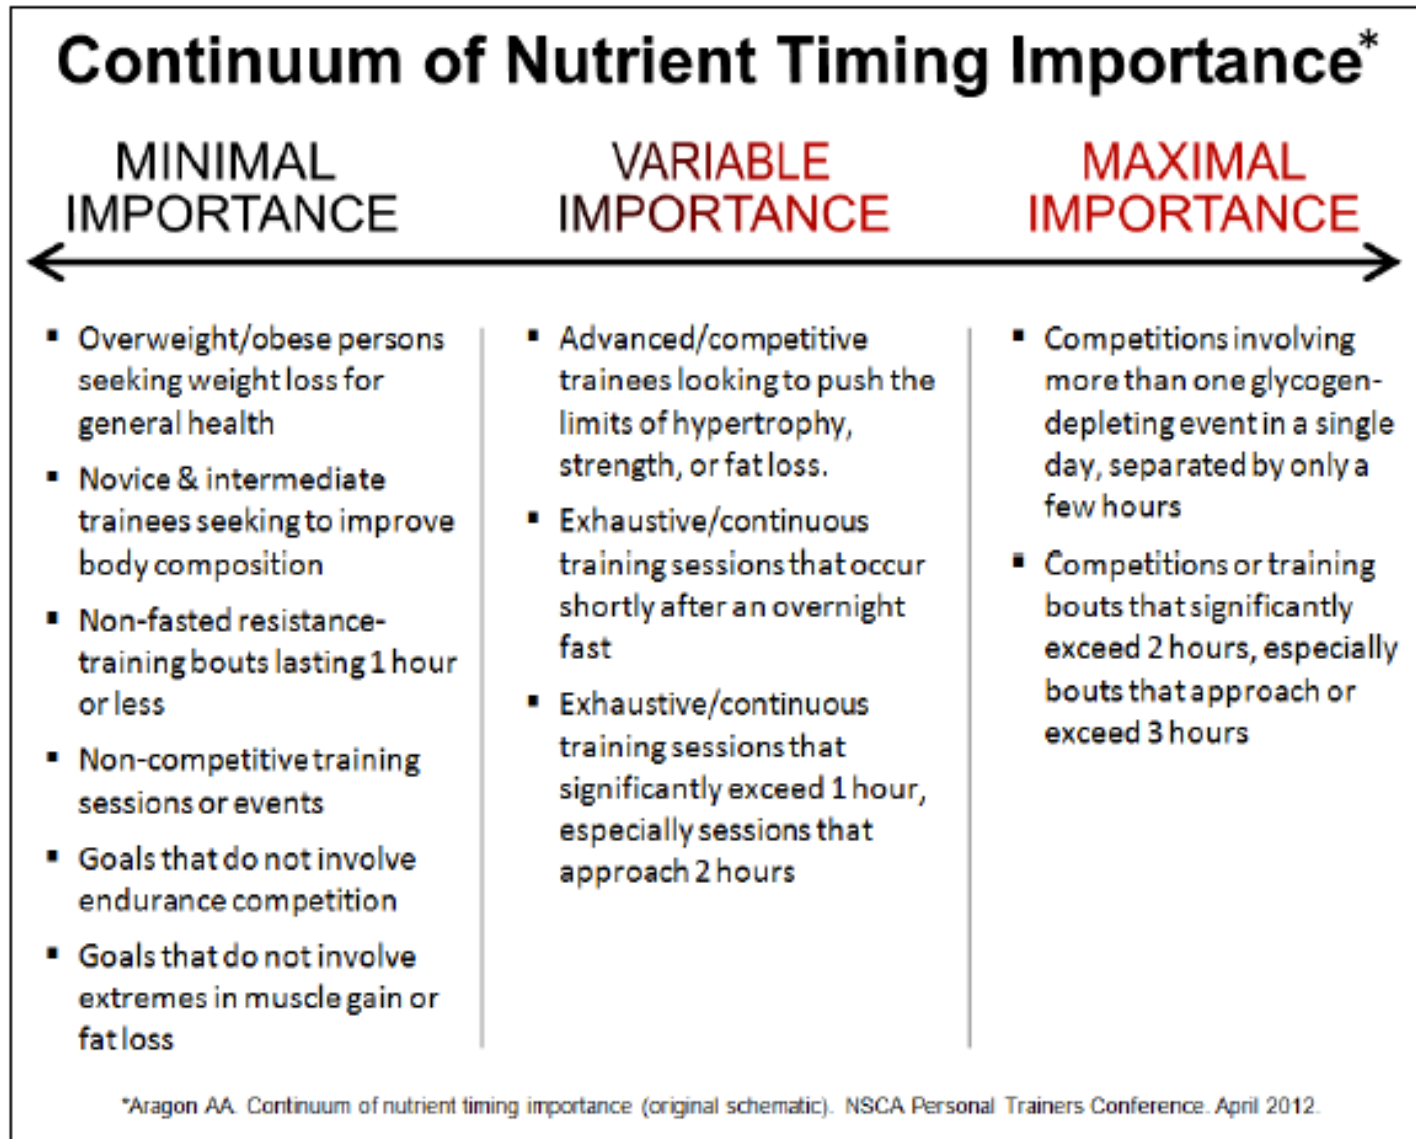 Continuum of Nutrient Timing Importance*
MINIMAL
IMPORTANCE
VARIABLE
IMPORTANCE
MAXIMAL
IMPORTANCE
▪ Overweight/obese persons
seeking weight loss for
general health
▪ Novice & intermediate
trainees seeking to improve
body composition
▪ Non-fasted resistance-
training bouts lasting 1 hour
or less
▪ Non-competitive training
sessions or events
▪ Goals that do not involve
endurance competition
▪ Goals that do not involve
extremes in muscle gain or
fat loss
▪ Advanced/competitive
trainees looking to push the
limits of hypertrophy,
strength, or fat loss.
▪ Exhaustive/continuous
training sessions that occur
shortly after an overnight
fast
▪ Exhaustive/continuous
training sessions that
significantly exceed 1 hour,
especially sessions that
approach 2 hours
▪ Competitions involving
more than one glycogen-
depleting event in a single
day, separated by only a
few hours
▪ Competitions or training
bouts that significantly
exceed 2 hours, especially
bouts that approach or
exceed 3 hours
*Aragon AA. Continuum of nutrient timing importance (original schematic). NSCA Personal Trainers Conference. April 2012.